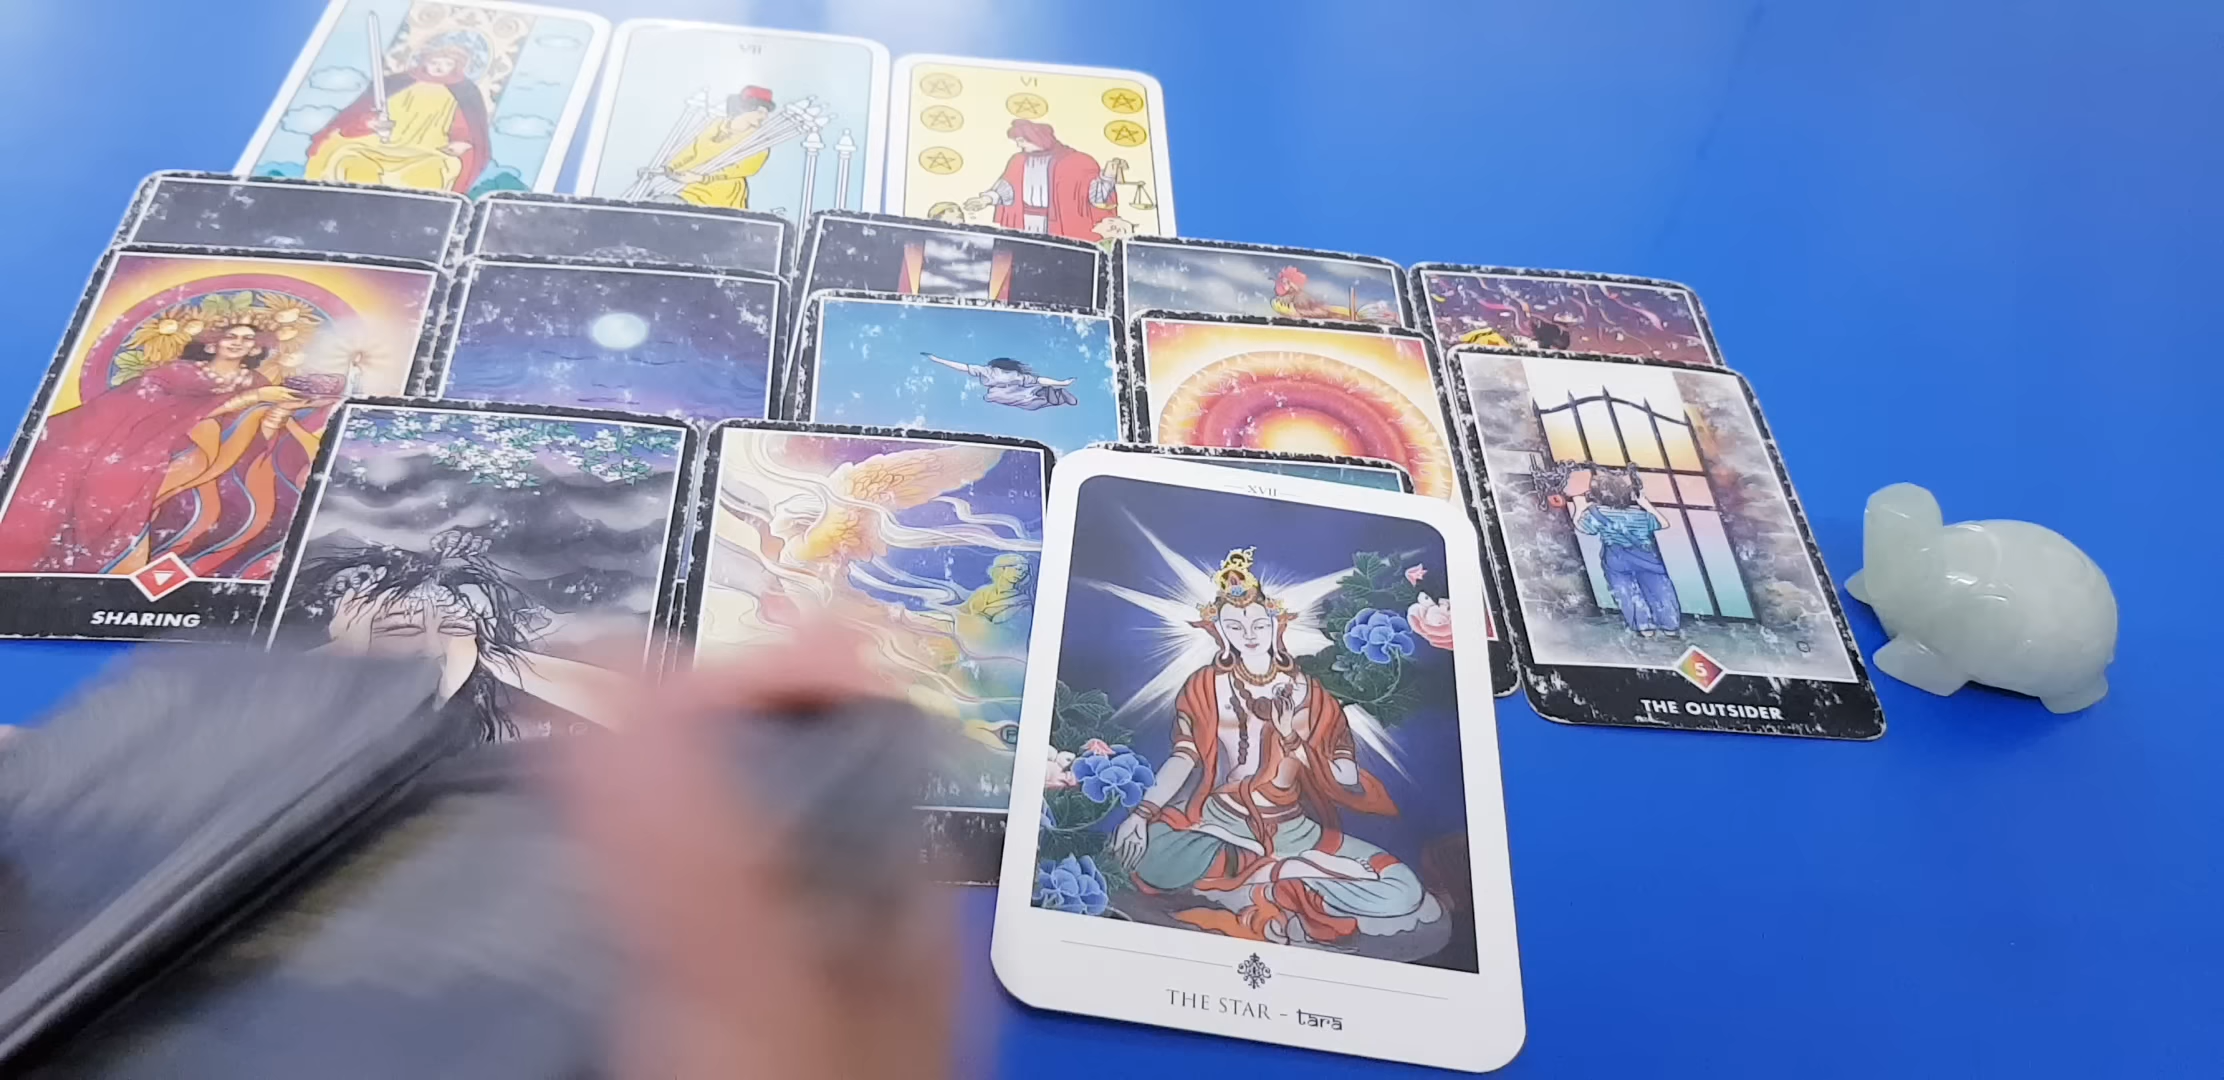 VII
VI
SHARING
XVII
5
THE OUTSIDER
THE STAR - tara